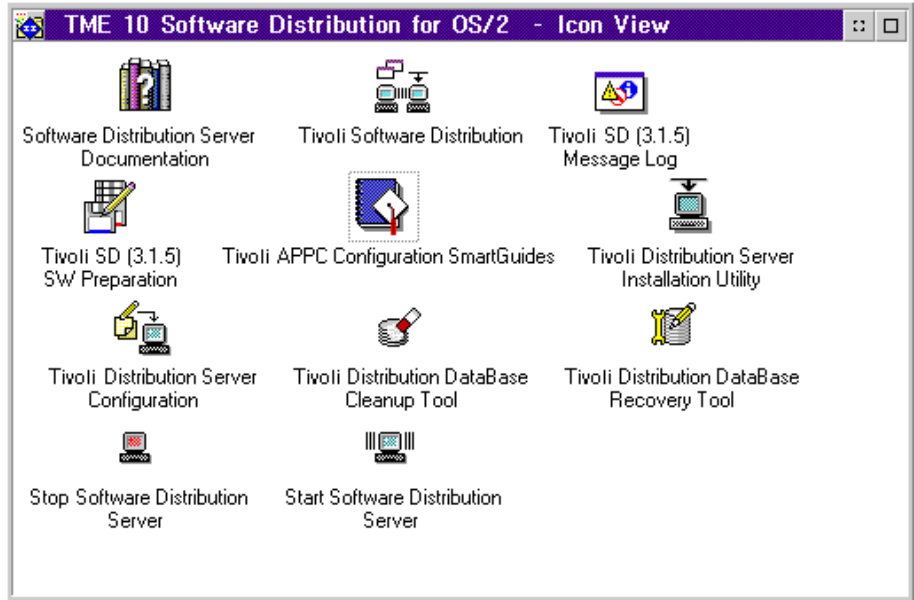 TME 10 Software Distribution for OS/2 - Icon View
Software Distribution Server
Documentation
Tivoli Software Distribution
Tivoli SD (3.1.5)
Message Log
Tivoli SD (3.1.5)
SW Preparation
Tivoli APPC Configuration SmartGuides
Tivoli Distribution Server
Installation Utility
Tivoli Distribution Server
Configuration
Tivoli Distribution DataBase
Cleanup Tool
Tivoli Distribution DataBase
Recovery Tool
Stop Software Distribution
Server
Start Software Distribution
Server